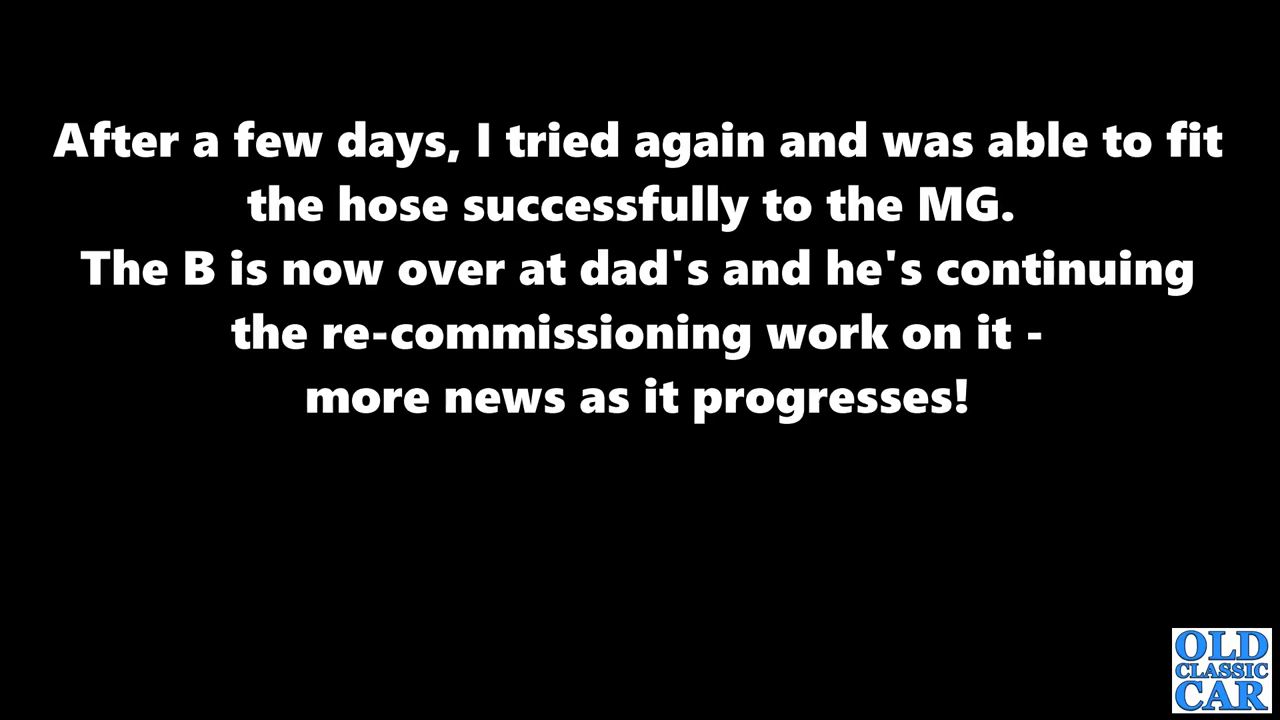 After a few days, I tried again and was able to fit
the hose successfully to the MG.
The B is now over at dad's and he's continuing
the re-commissioning work on it -
more news as it progresses!
OLD
CLASSIC
CAR